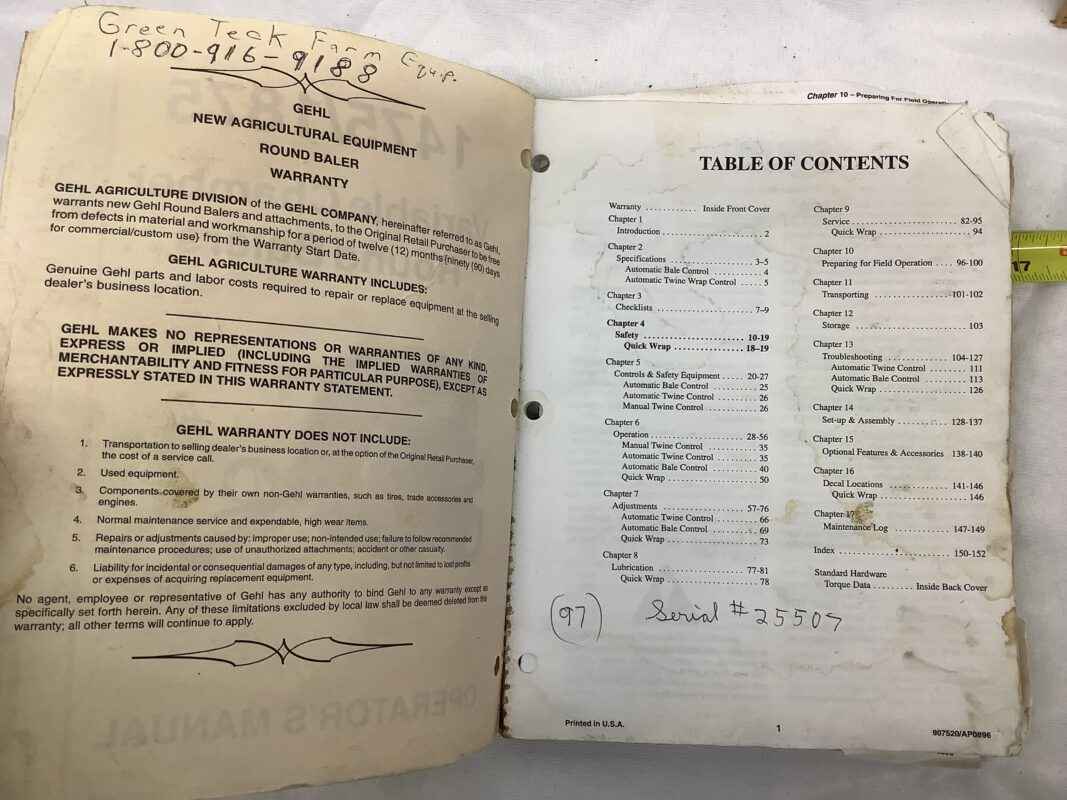 Green Teck Farm Equip.
1-800-916-9188
GEHL
NEW AGRICULTURAL EQUIPMENT
ROUND BALER
WARRANTY
GEHL AGRICULTURE DIVISION of the GEHL COMPANY, hereinafter referred to as Gehl,
warrants new Gehl Round Balers and attachments, to the Original Retail Purchaser to be free
from defects in material and workmanship for a period of twelve (12) months {ninety (90) days
for commercial/custom use} from the Warranty Start Date.
GEHL AGRICULTURE WARRANTY INCLUDES:
Genuine Gehl parts and labor costs required to repair or replace equipment at the selling
dealer's business location.
GEHL MAKES NO REPRESENTATIONS OR WARRANTIES OF ANY KIND,
EXPRESS OR IMPLIED (INCLUDING THE IMPLIED WARRANTIES OF
MERCHANTABILITY AND FITNESS FOR PARTICULAR PURPOSE), EXCEPT AS
EXPRESSLY STATED IN THIS WARRANTY STATEMENT.
GEHL WARRANTY DOES NOT INCLUDE:
1. Transportation to selling dealer's business location or, at the option of the Original Retail Purchaser,
the cost of a service call.
2. Used equipment.
3. Components covered by their own non-Gehl warranties, such as tires, trade accessories and
engines.
4. Normal maintenance service and expendable, high wear items.
5. Repairs or adjustments caused by: improper use; non-intended use; failure to follow recommended
maintenance procedures; use of unauthorized attachments; accident or other casualty.
6. Liability for incidental or consequential damages of any type, including, but not limited to lost profits
or expenses of acquiring replacement equipment.
No agent, employee or representative of Gehl has any authority to bind Gehl to any warranty except as
specifically set forth herein. Any of these limitations excluded by local law shall be deemed deleted from this
warranty; all other terms will continue to apply.
OPERATOR'S MANUAL
Chapter 10 – Preparing For Field
TABLE OF CONTENTS
Warranty ............ Inside Front Cover
Chapter 1
Introduction ........................ 2
Chapter 2
Specifications ..................... 3–5
Automatic Bale Control .............. 4
Automatic Twine Wrap Control ..... 5
Chapter 3
Checklists ........................ 7–9
Chapter 4
Safety ........................... 10-19
Quick Wrap ................. 18–19
Chapter 5
Controls & Safety Equipment ..... 20-27
Automatic Bale Control ............ 25
Automatic Twine Control .......... 26
Manual Twine Control ............. 26
Chapter 6
Operation ....................... 28-56
Manual Twine Control ............. 35
Automatic Twine Control .......... 35
Automatic Bale Control ............ 40
Quick Wrap ........................ 50
Chapter 7
Adjustments ..................... 57-76
Automatic Twine Control .......... 66
Automatic Bale Control ............ 69
Quick Wrap ........................ 73
Chapter 8
Lubrication ...................... 77-81
Quick Wrap ........................ 78
Chapter 9
Service .......................... 82-95
Quick Wrap ........................ 94
Chapter 10
Preparing for Field Operation .... 96-100
Chapter 11
Transporting .................. 101-102
Chapter 12
Storage ........................... 103
Chapter 13
Troubleshooting ............... 104-127
Automatic Twine Control ......... 111
Automatic Bale Control ........... 113
Quick Wrap ....................... 126
Chapter 14
Set-up & Assembly ............ 128-137
Chapter 15
Optional Features & Accessories 138-140
Chapter 16
Decal Locations ............... 141-146
Quick Wrap ....................... 146
Chapter 17
Maintenance Log .............. 147-149
Index .......................... 150-152
Standard Hardware
Torque Data ......... Inside Back Cover
97 Serial # 25507
Printed in U.S.A.
1
907520/AP0896
17